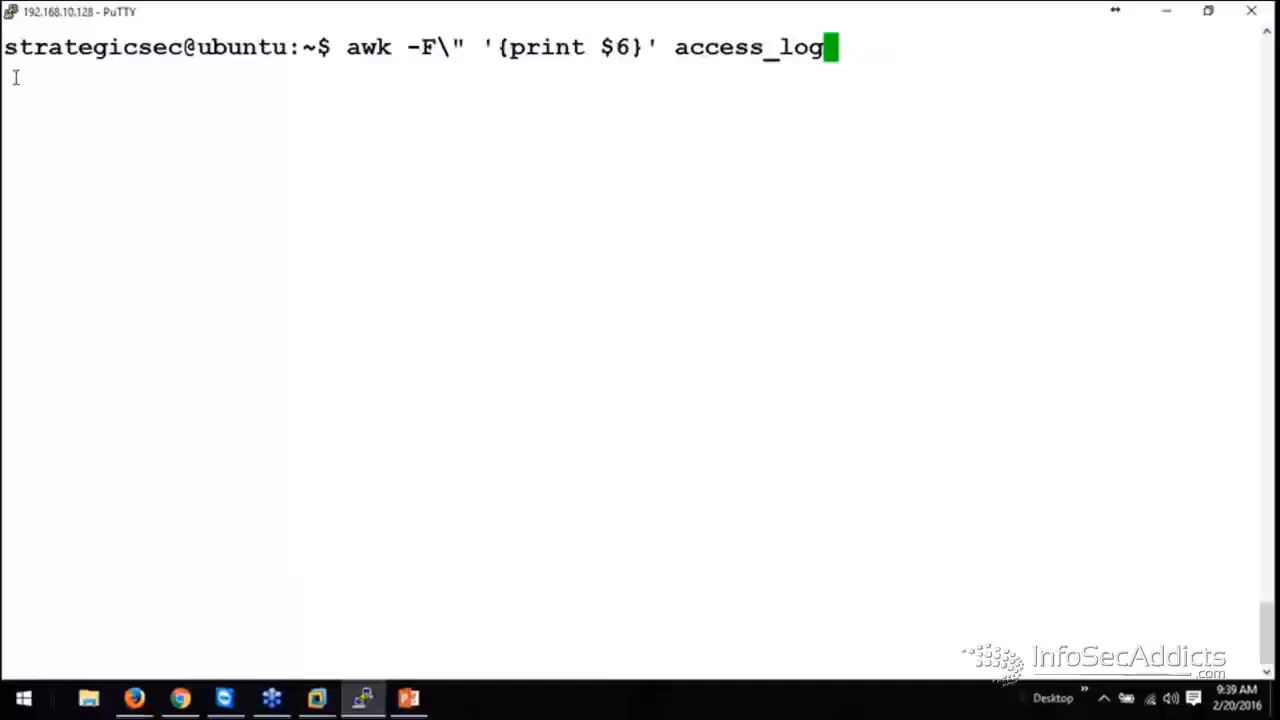 192.168.10.128 - PuTTY
strategicsec@ubuntu:~$ awk -F\" '{print $6}' access_log
InfoSecAddicts
.com
Desktop
9:39 AM
2/20/2016